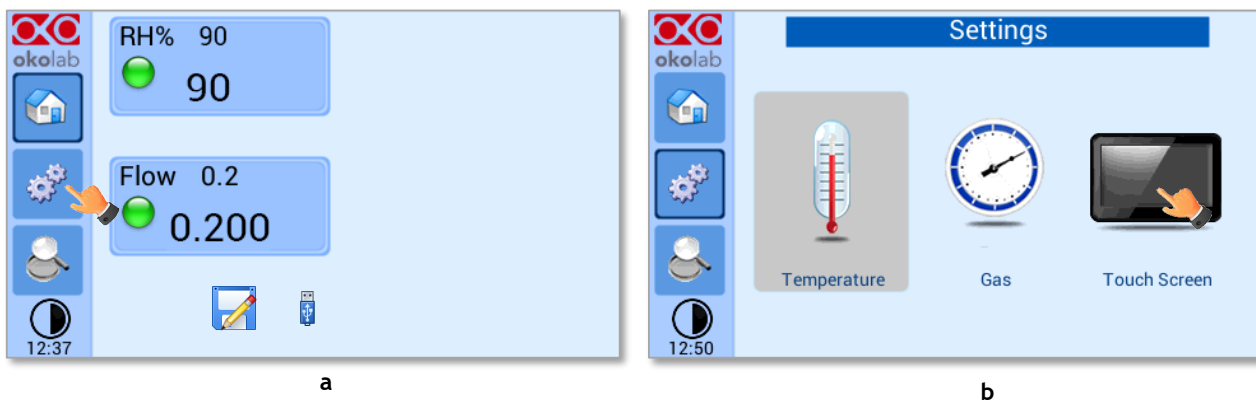 okolab
RH% 90
90
Flow 0.2
0.200
12:37
a
okolab
Settings
Temperature
Gas
Touch Screen
12:50
b